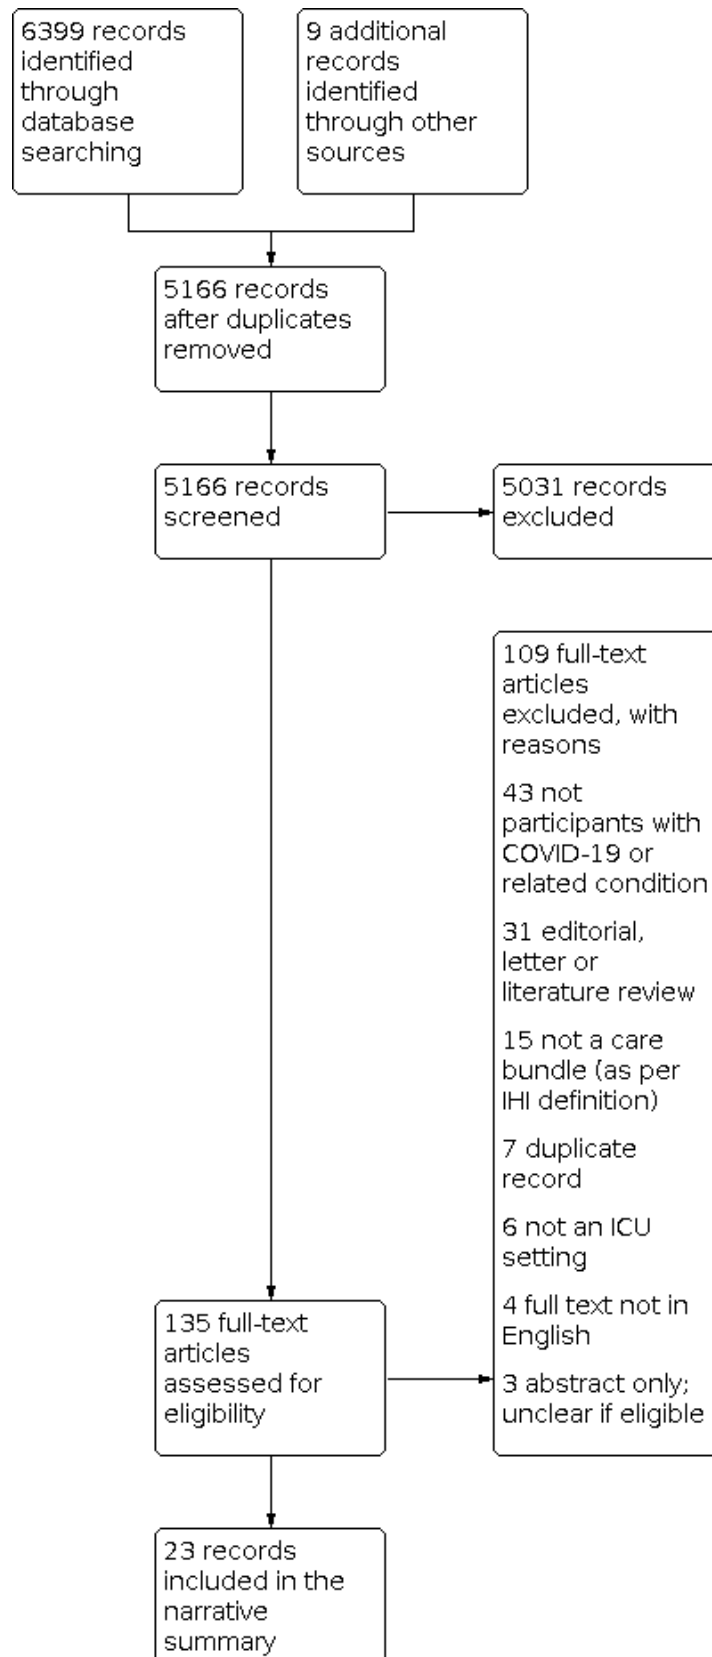 6399 records
identified
through
database
searching
9 additional
records
identified
through other
sources
5166 records
after duplicates
removed
5166 records
screened
5031 records
excluded
109 full-text
articles
excluded, with
reasons
43 not
participants with
COVID-19 or
related condition
31 editorial,
letter or
literature review
15 not a care
bundle (as per
IHI definition)
7 duplicate
record
6 not an ICU
setting
4 full text not in
English
3 abstract only;
unclear if eligible
135 full-text
articles
assessed for
eligibility
23 records
included in the
narrative
summary